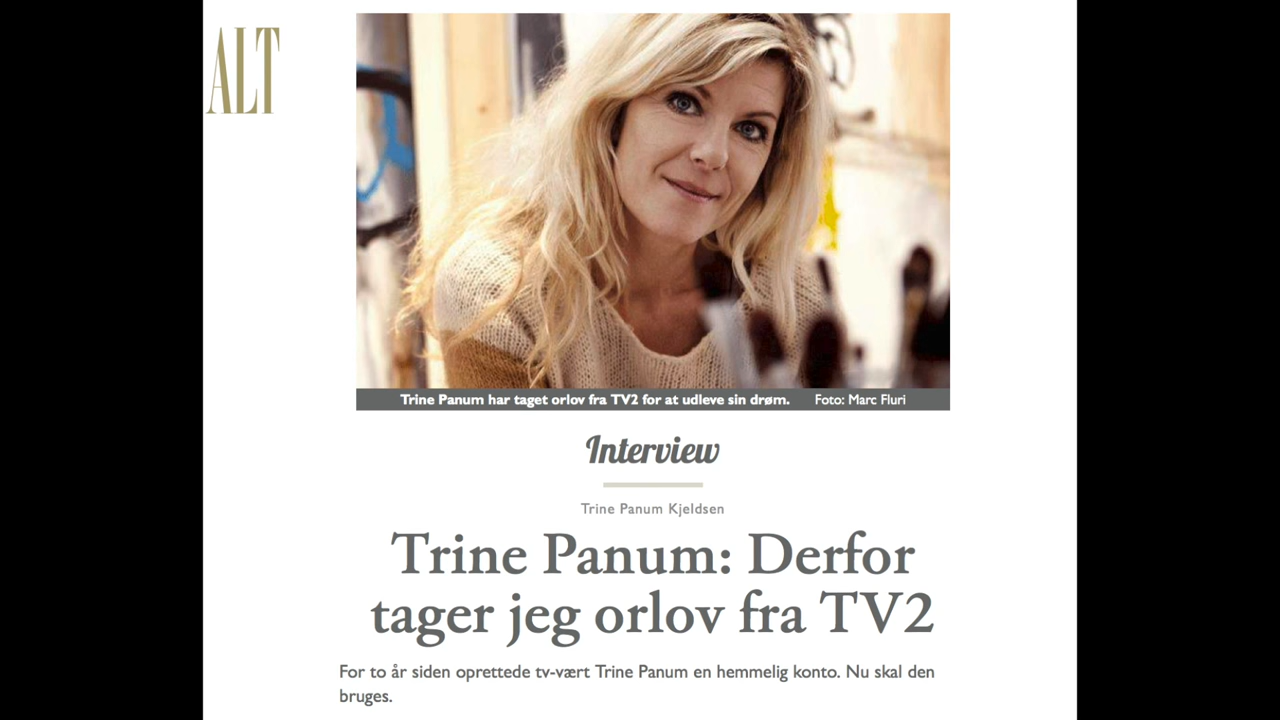 ALT
Trine Panum har taget orlov fra TV2 for at udleve sin drøm. Foto: Marc Fluri
Interview
Trine Panum Kjeldsen
Trine Panum: Derfor
tager jeg orlov fra TV2
For to år siden oprettede tv-vært Trine Panum en hemmelig konto. Nu skal den
bruges.